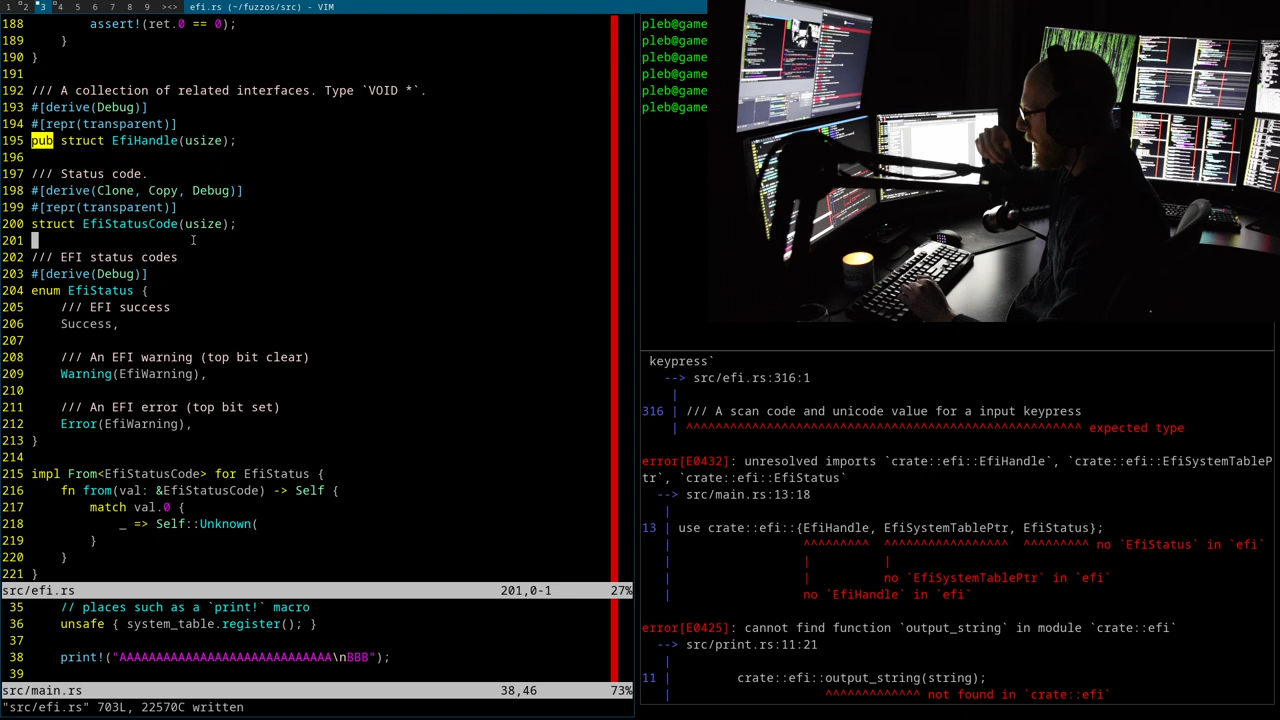 1 2 3 4 5 6 7 8 9 ><> efi.rs (~/fuzzos/src) - VIM
188         assert!(ret.0 == 0);
189     }
190 }
191
192 /// A collection of related interfaces. Type `VOID *`.
193 #[derive(Debug)]
194 #[repr(transparent)]
195 pub struct EfiHandle(usize);
196
197 /// Status code.
198 #[derive(Clone, Copy, Debug)]
199 #[repr(transparent)]
200 struct EfiStatusCode(usize);
201
202 /// EFI status codes
203 #[derive(Debug)]
204 enum EfiStatus {
205     /// EFI success
206     Success,
207
208     /// An EFI warning (top bit clear)
209     Warning(EfiWarning),
210
211     /// An EFI error (top bit set)
212     Error(EfiWarning),
213 }
214
215 impl From<EfiStatusCode> for EfiStatus {
216     fn from(val: &EfiStatusCode) -> Self {
217         match val.0 {
218             _ => Self::Unknown(
219         }
220     }
221 }
src/efi.rs 201,0-1 27%
35     // places such as a `print!` macro
36     unsafe { system_table.register(); }
37
38     print!("AAAAAAAAAAAAAAAAAAAAAAAAAAAAA\nBBB");
39
src/main.rs 38,46 73%
"src/efi.rs" 703L, 22570C written
pleb@game
pleb@game
pleb@game
pleb@game
pleb@game
pleb@game
keypress`
--> src/efi.rs:316:1
|
316 | /// A scan code and unicode value for a input keypress
| ^^^^^^^^^^^^^^^^^^^^^^^^^^^^^^^^^^^^^^^^^^^^^^^^^^^^^^ expected type
error[E0432]: unresolved imports `crate::efi::EfiHandle`, `crate::efi::EfiSystemTableP
tr`, `crate::efi::EfiStatus`
--> src/main.rs:13:18
|
13 | use crate::efi::{EfiHandle, EfiSystemTablePtr, EfiStatus};
| ^^^^^^^^^ ^^^^^^^^^^^^^^^^^ ^^^^^^^^^ no `EfiStatus` in `efi`
| | |
| | no `EfiSystemTablePtr` in `efi`
| no `EfiHandle` in `efi`
error[E0425]: cannot find function `output_string` in module `crate::efi`
--> src/print.rs:11:21
|
11 | crate::efi::output_string(string);
| ^^^^^^^^^^^^^ not found in `crate::efi`